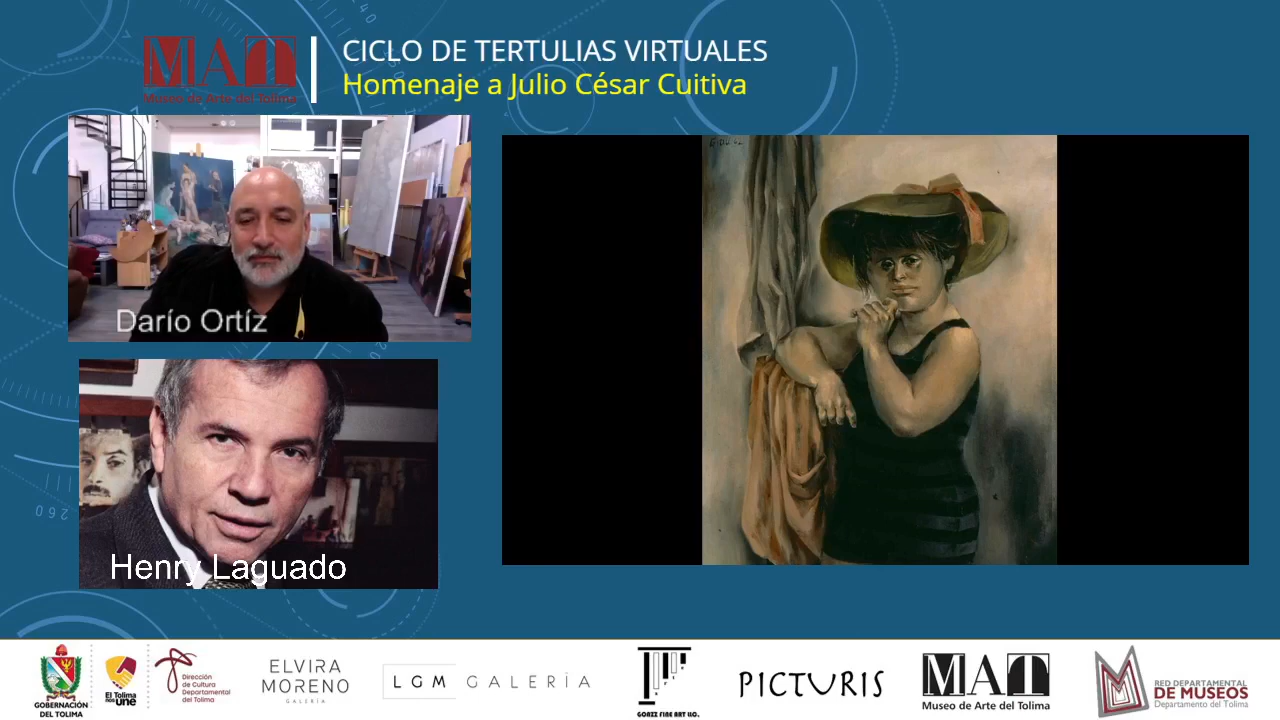 MAT
Museo de Arte del Tolima
CICLO DE TERTULIAS VIRTUALES
Homenaje a Julio César Cuitiva
Darío Ortíz
Henry Laguado
260
GOBERNACIÓN
DEL TOLIMA
El Tolima
nos UNE
Dirección
de Cultura
Departamental
del Tolima
ELVIRA
MORENO
GALERÍA
LGM GALERÍA
GONZZ FINE ART LLC.
PICTURIS
MAT
Museo de Arte del Tolima
RED DEPARTAMENTAL
DE MUSEOS
Departamento del Tolima